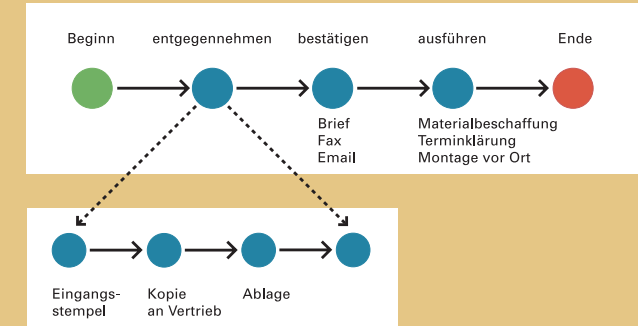 Beginn entgegennehmen bestätigen ausführen Ende
Brief
Fax
Email
Materialbeschaffung
Terminklärung
Montage vor Ort
Eingangs-
stempel
Kopie
an Vertrieb
Ablage